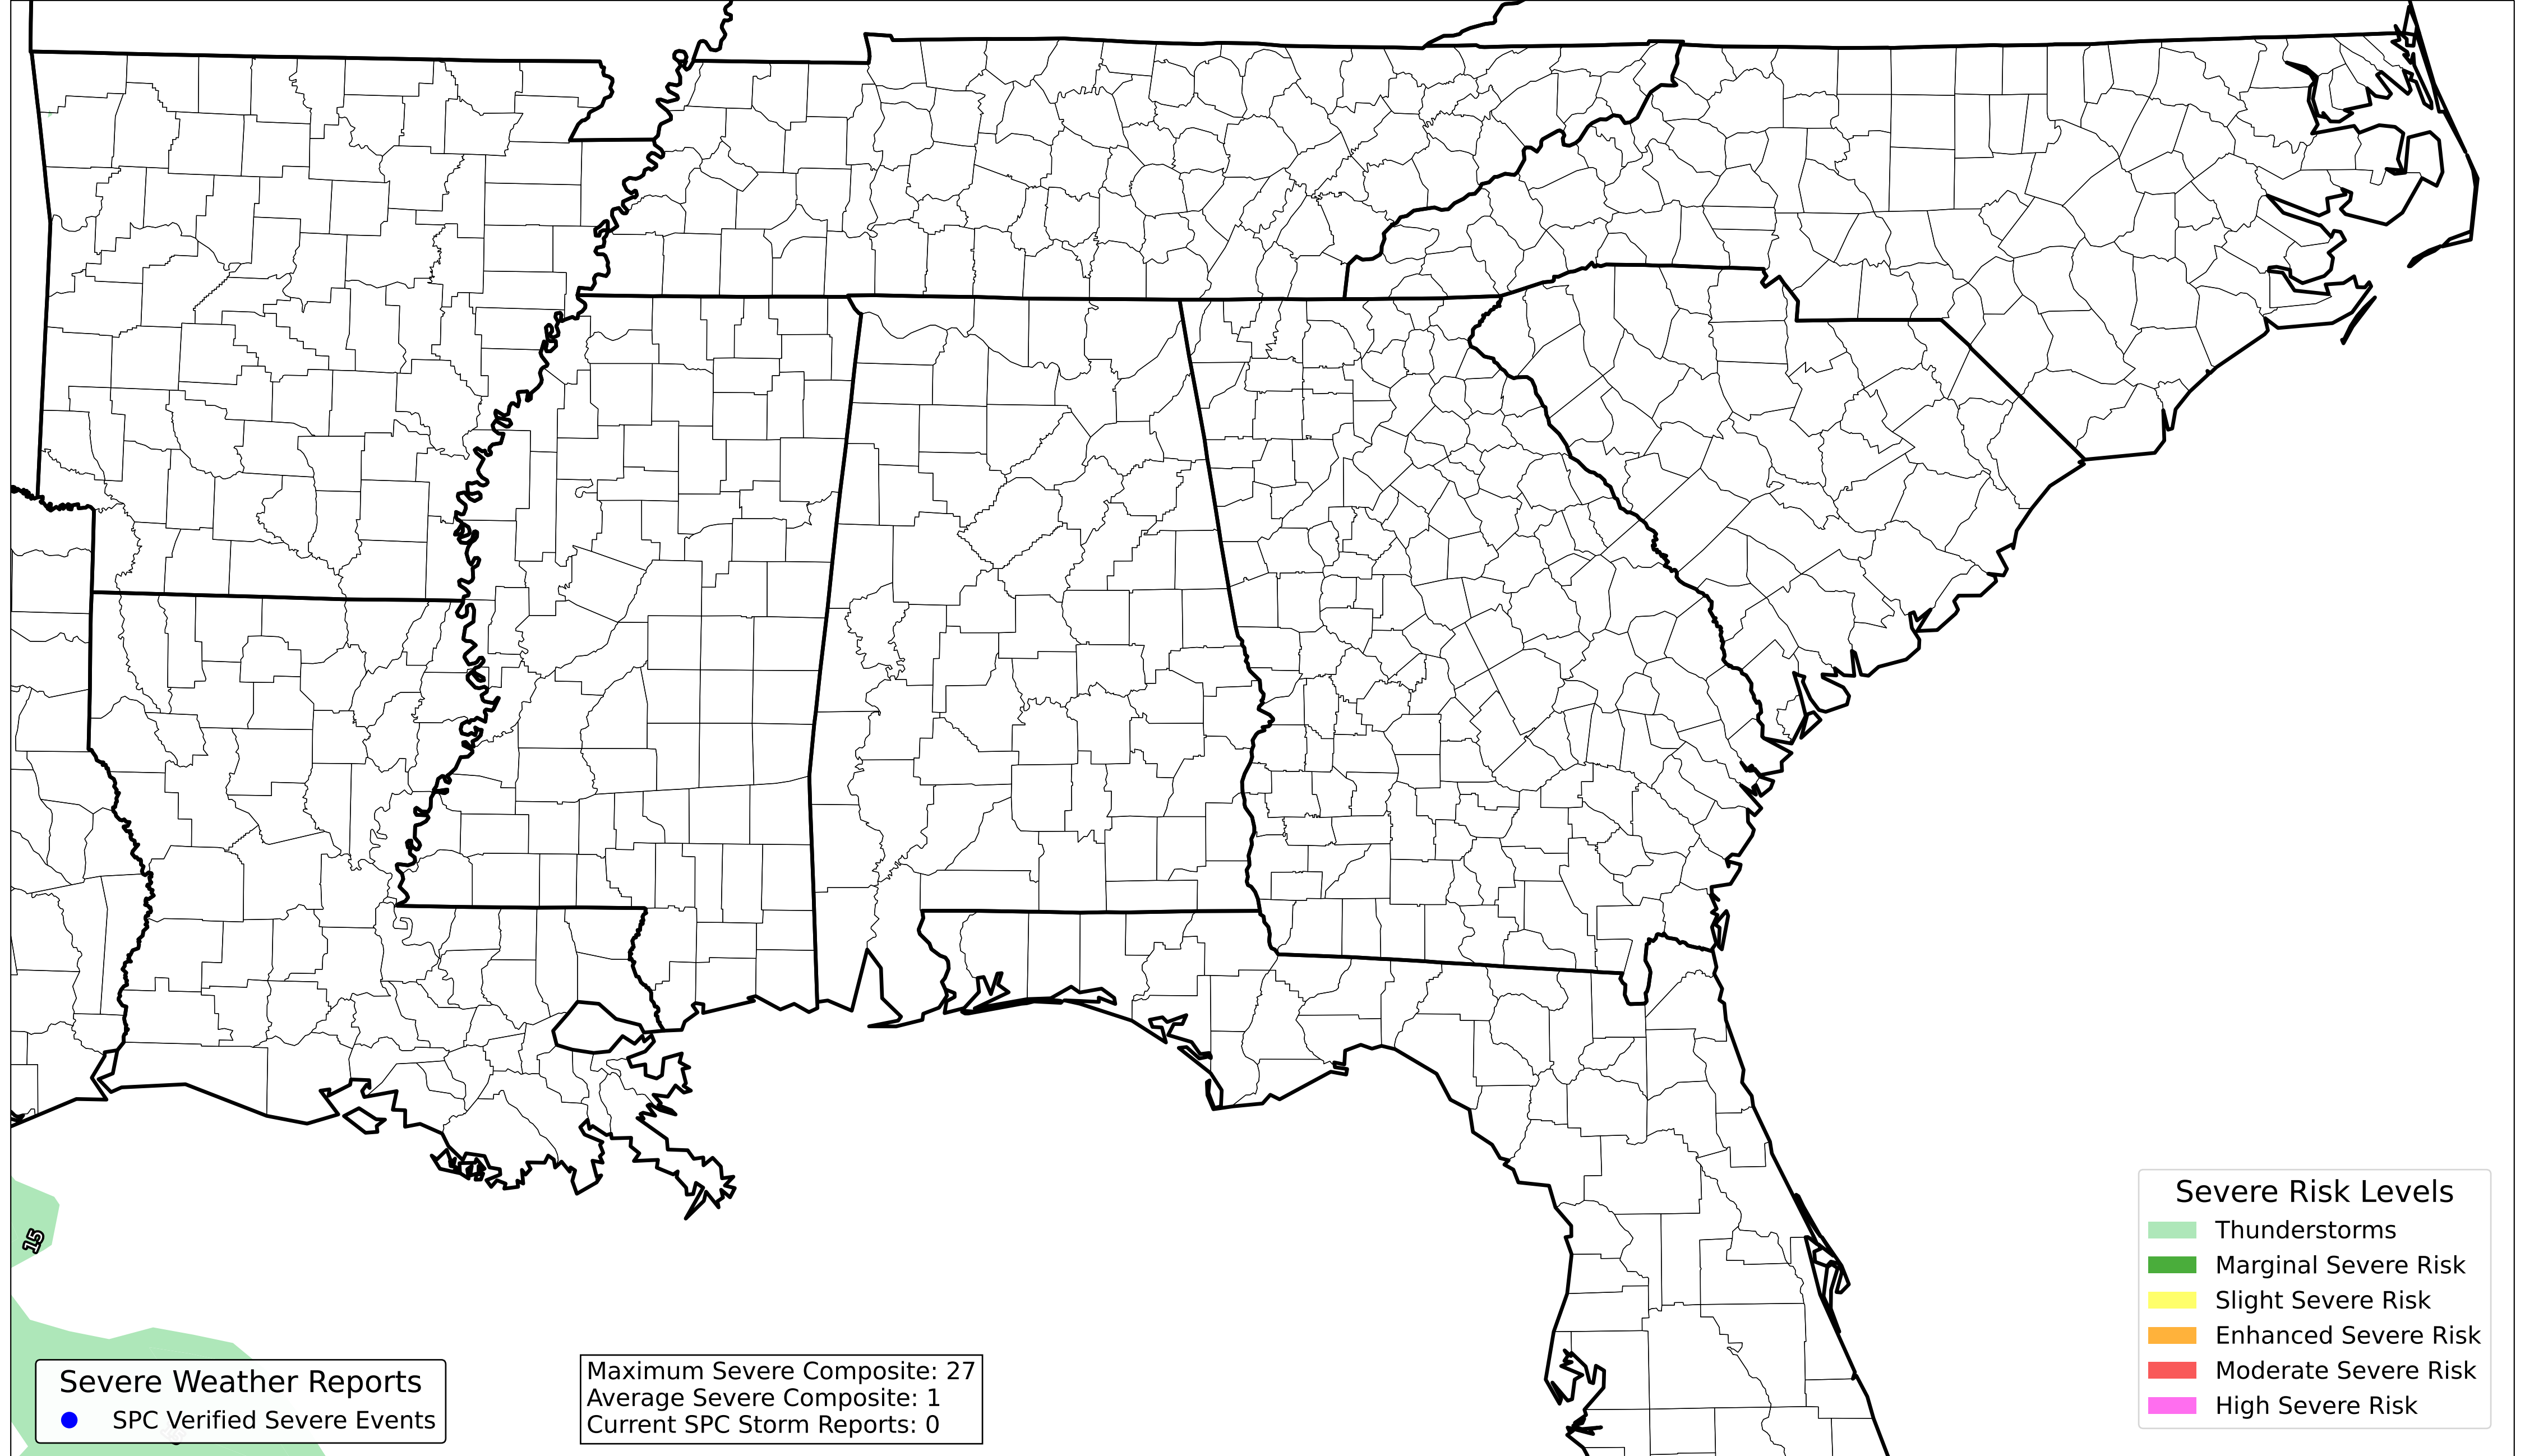 15
Severe Weather Reports
SPC Verified Severe Events
Maximum Severe Composite: 27
Average Severe Composite: 1
Current SPC Storm Reports: 0
Severe Risk Levels
Thunderstorms
Marginal Severe Risk
Slight Severe Risk
Enhanced Severe Risk
Moderate Severe Risk
High Severe Risk